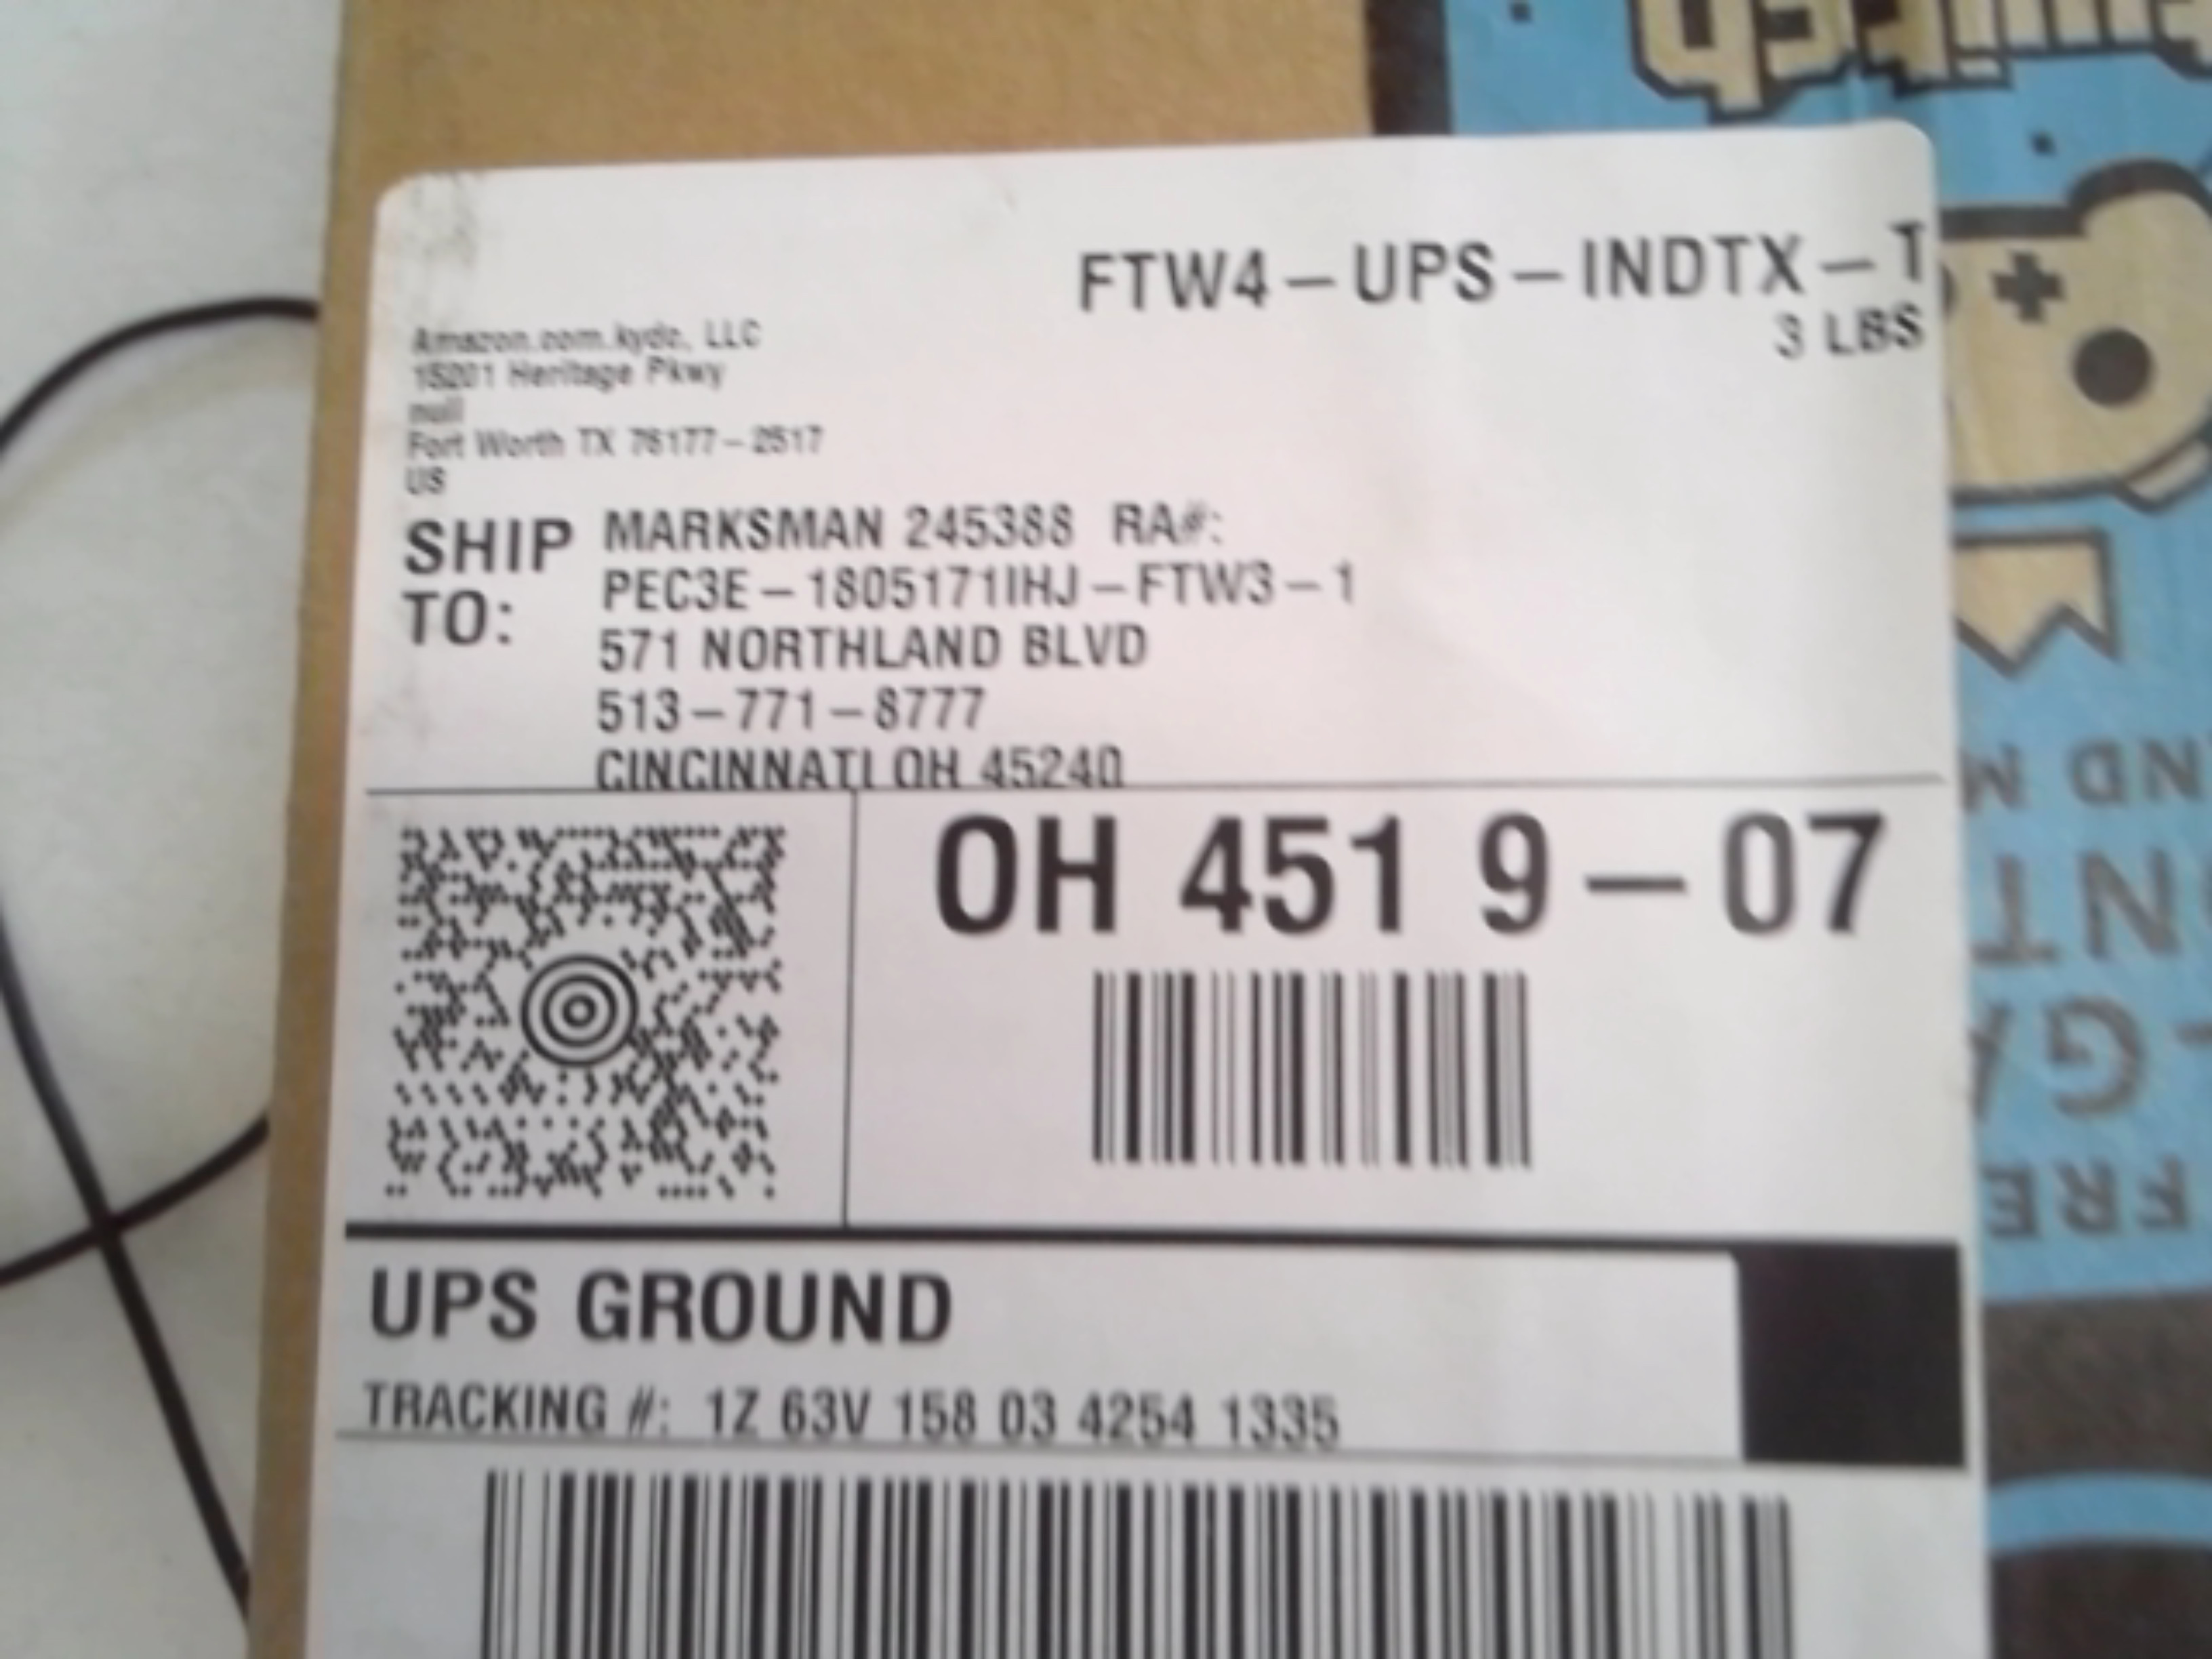 FTW4-UPS-INDTX-T
3 LBS
Amazon.com.kydc, LLC
15201 Heritage Pkwy
null
Fort Worth TX 76177-2517
US
SHIP TO:
MARKSMAN 245388 RA#:
PEC3E-1805171IHJ-FTW3-1
571 NORTHLAND BLVD
513-771-8777
CINCINNATI OH 45240
OH 451 9-07
UPS GROUND
TRACKING #: 1Z 63V 158 03 4254 1335